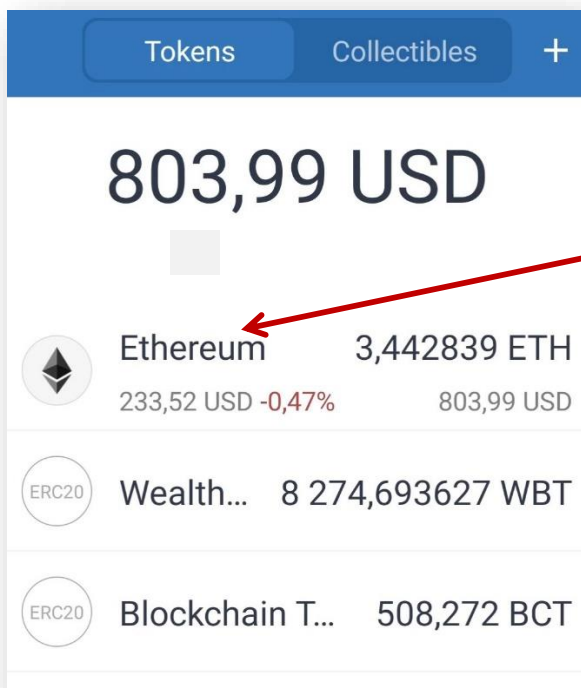 Tokens Collectibles +
803,99 USD
Ethereum 3,442839 ETH
233,52 USD -0,47% 803,99 USD
ERC20 Wealth... 8 274,693627 WBT
ERC20 Blockchain T... 508,272 BCT